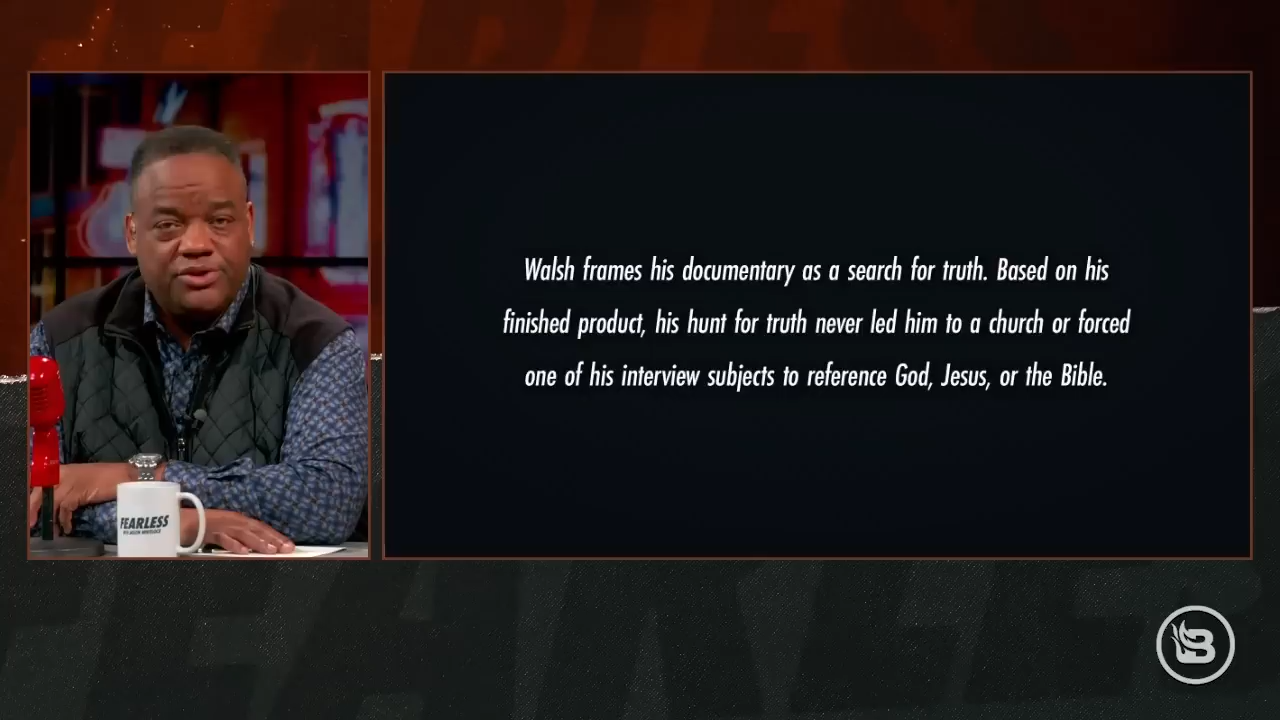 Walsh frames his documentary as a search for truth. Based on his
finished product, his hunt for truth never led him to a church or forced
one of his interview subjects to reference God, Jesus, or the Bible.
FEARLESS
B